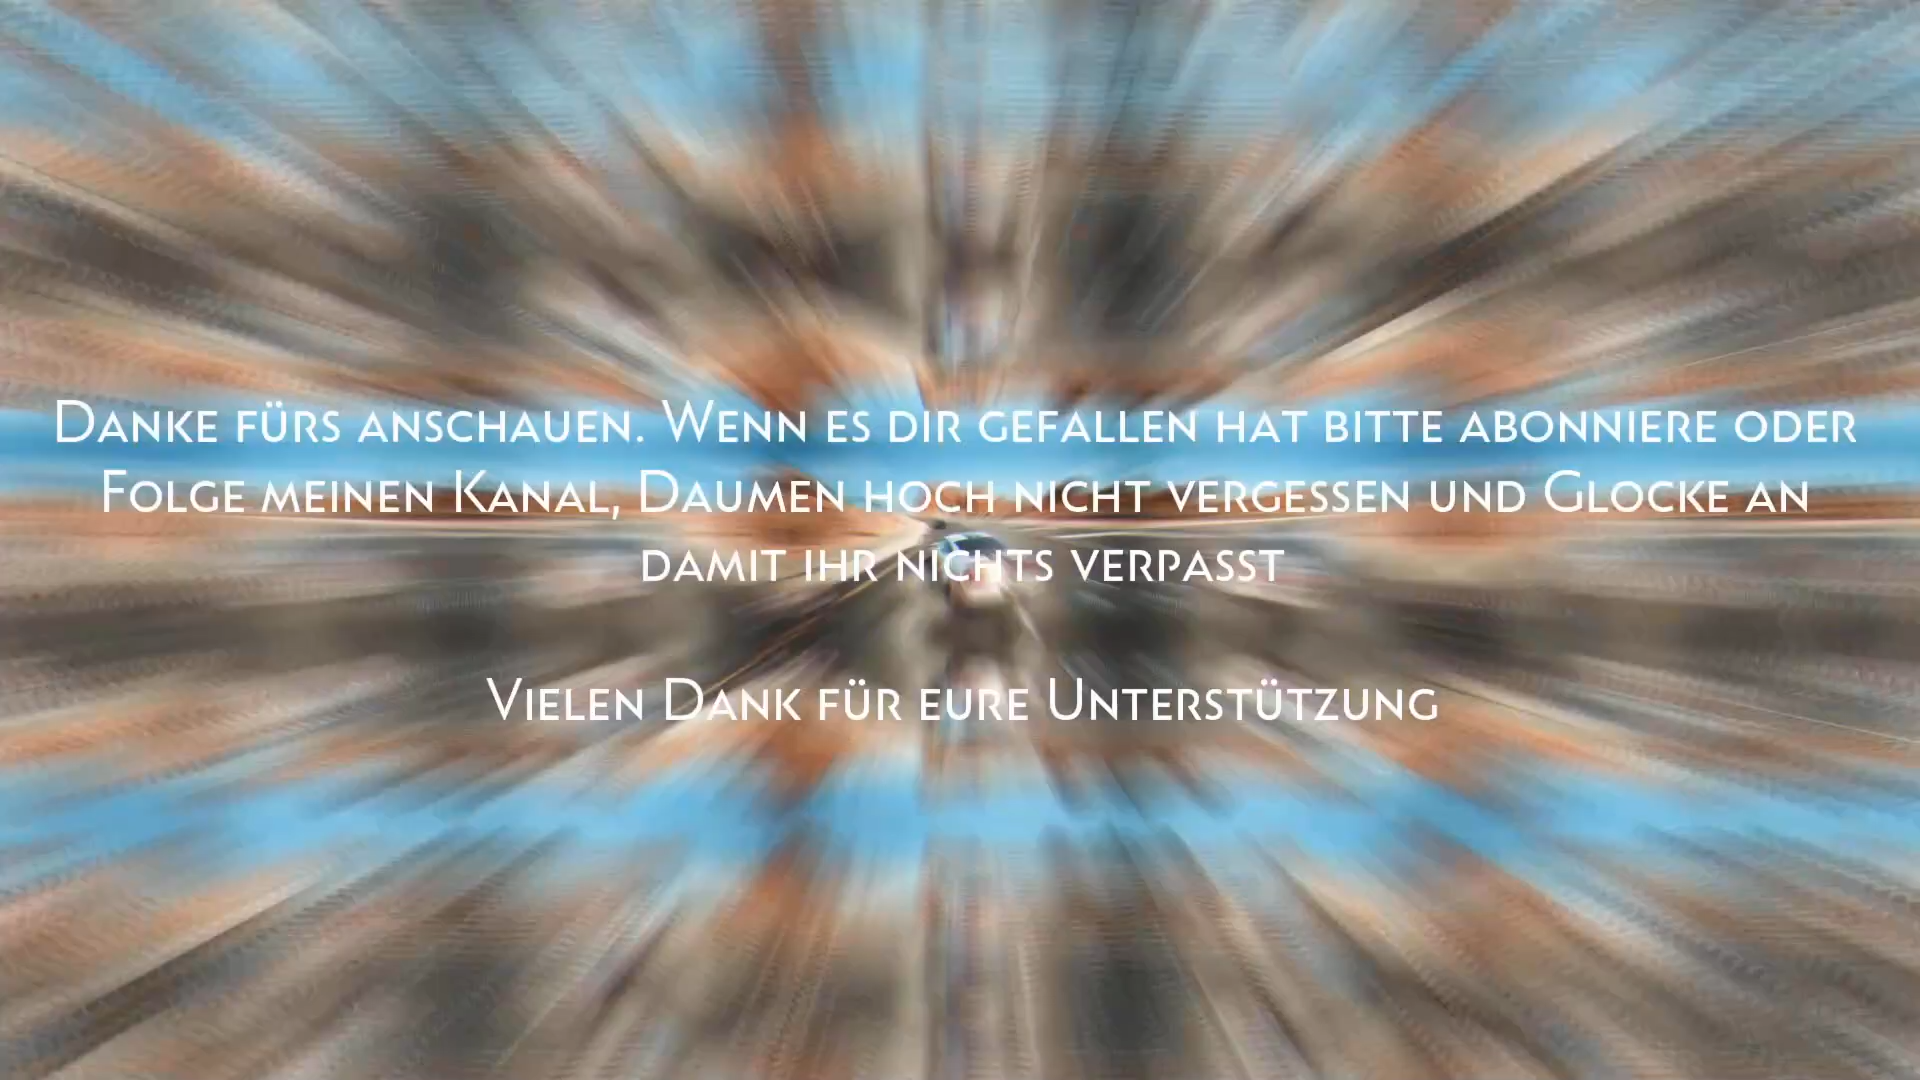 Danke fürs anschauen. Wenn es dir gefallen hat bitte abonniere oder
Folge meinen Kanal, Daumen hoch nicht vergessen und Glocke an
damit ihr nichts verpasst
Vielen Dank für eure Unterstützung